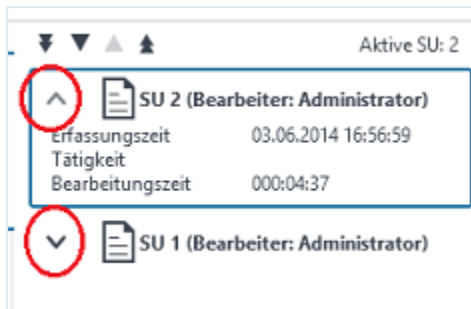 Aktive SU: 2
SU 2 (Bearbeiter: Administrator)
Erfassungszeit 03.06.2014 16:56:59
Tätigkeit
Bearbeitungszeit 000:04:37
SU 1 (Bearbeiter: Administrator)